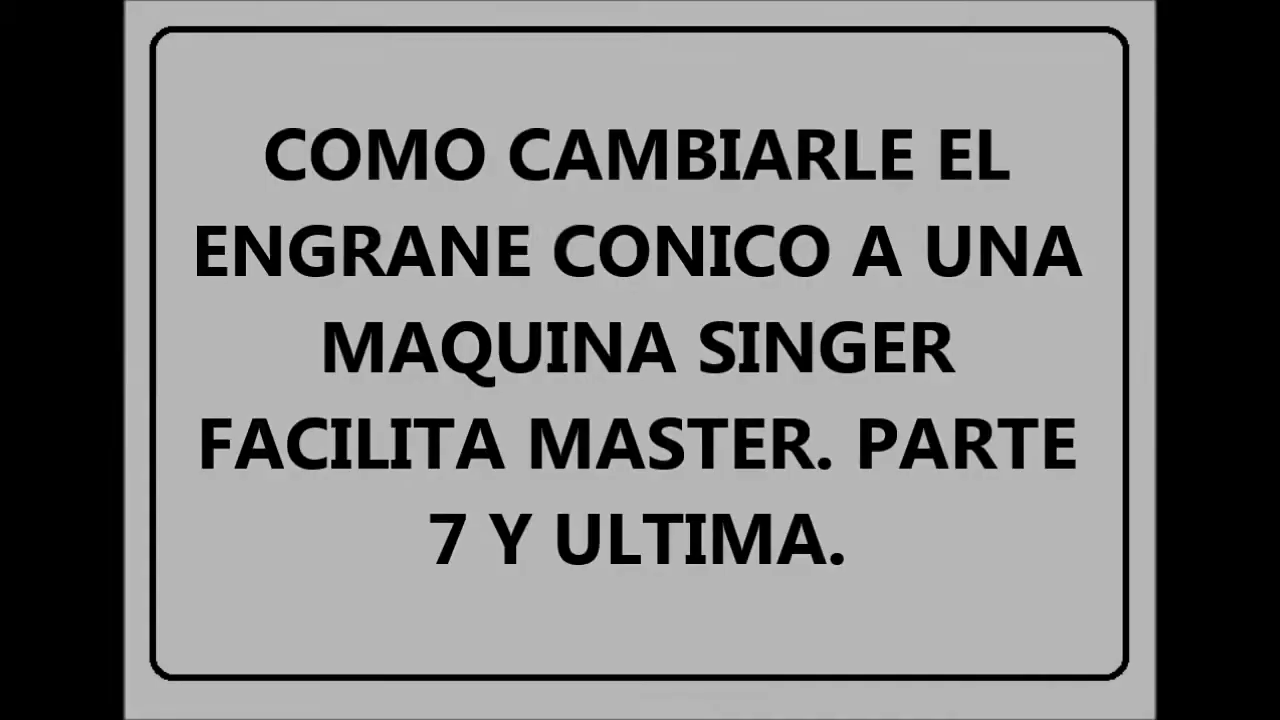 COMO CAMBIARLE EL
ENGRANE CONICO A UNA
MAQUINA SINGER
FACILITA MASTER. PARTE
7 Y ULTIMA.